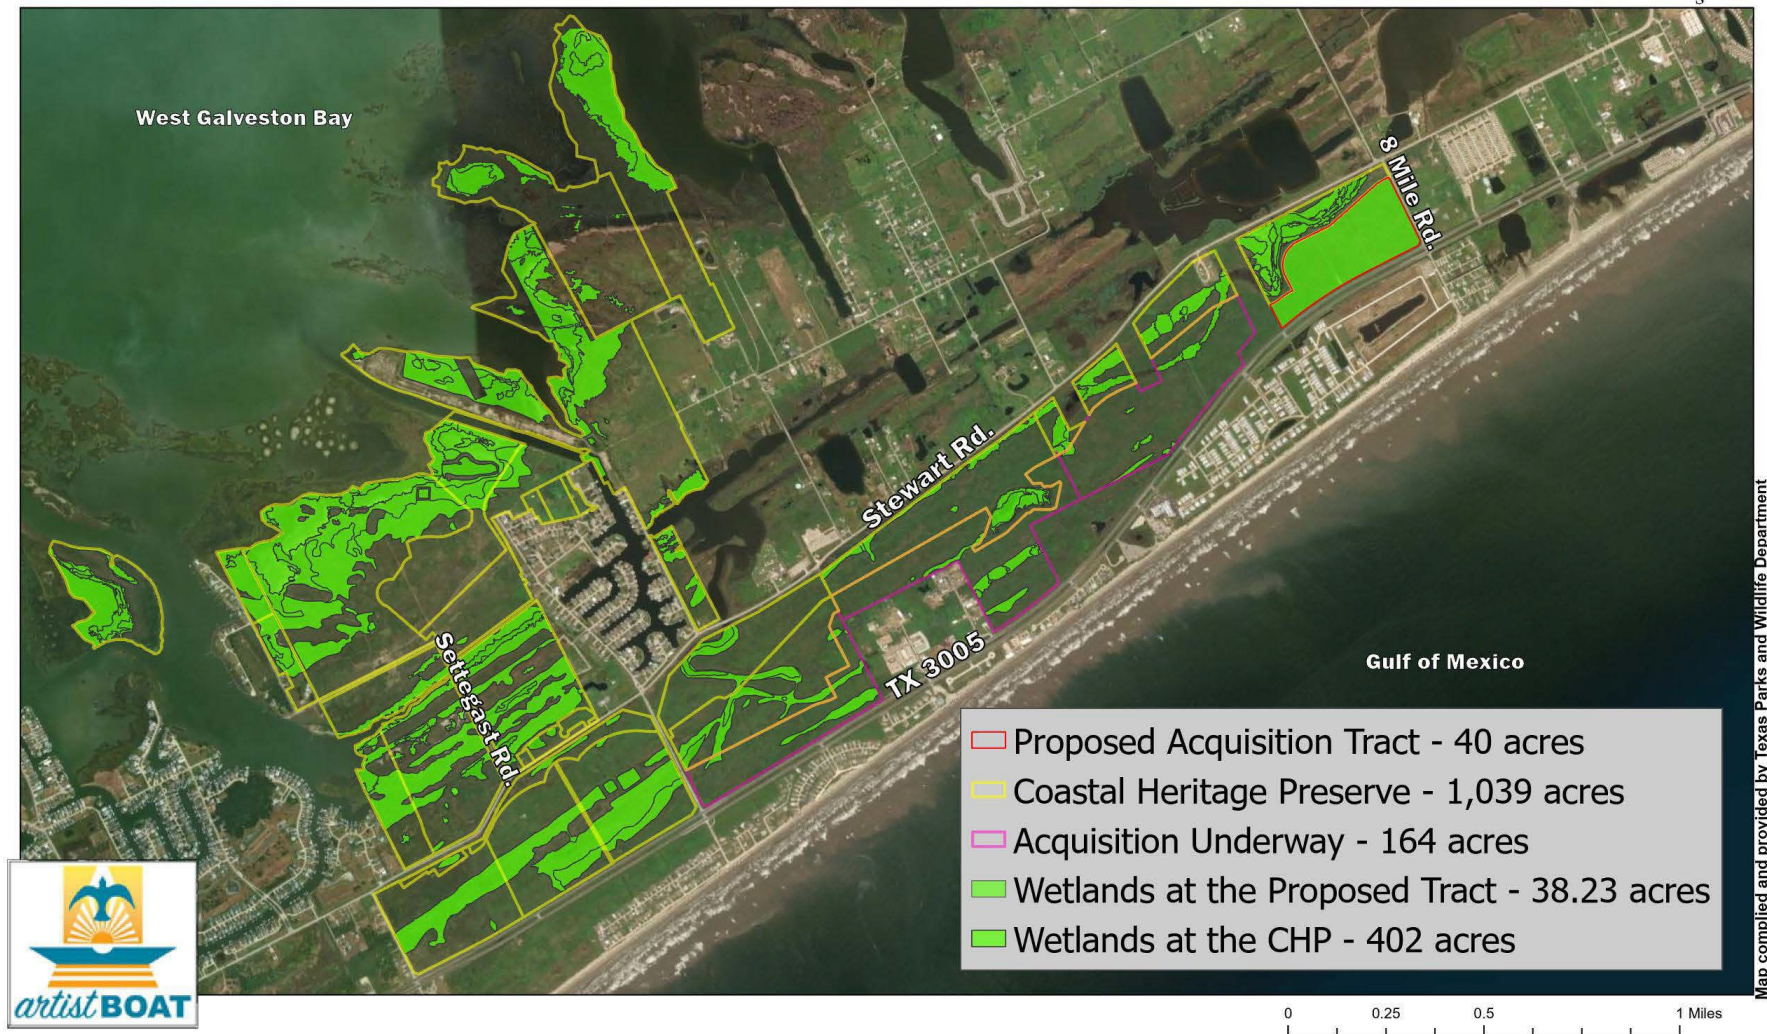 West Galveston Bay
8 Mile Rd.
Stewart Rd.
Settegast Rd.
TX 3005
Gulf of Mexico
Proposed Acquisition Tract - 40 acres
Coastal Heritage Preserve - 1,039 acres
Acquisition Underway - 164 acres
Wetlands at the Proposed Tract - 38.23 acres
Wetlands at the CHP - 402 acres
Map complied and provided by Texas Parks and Wildlife Department
artist BOAT
0 0.25 0.5 1 Miles